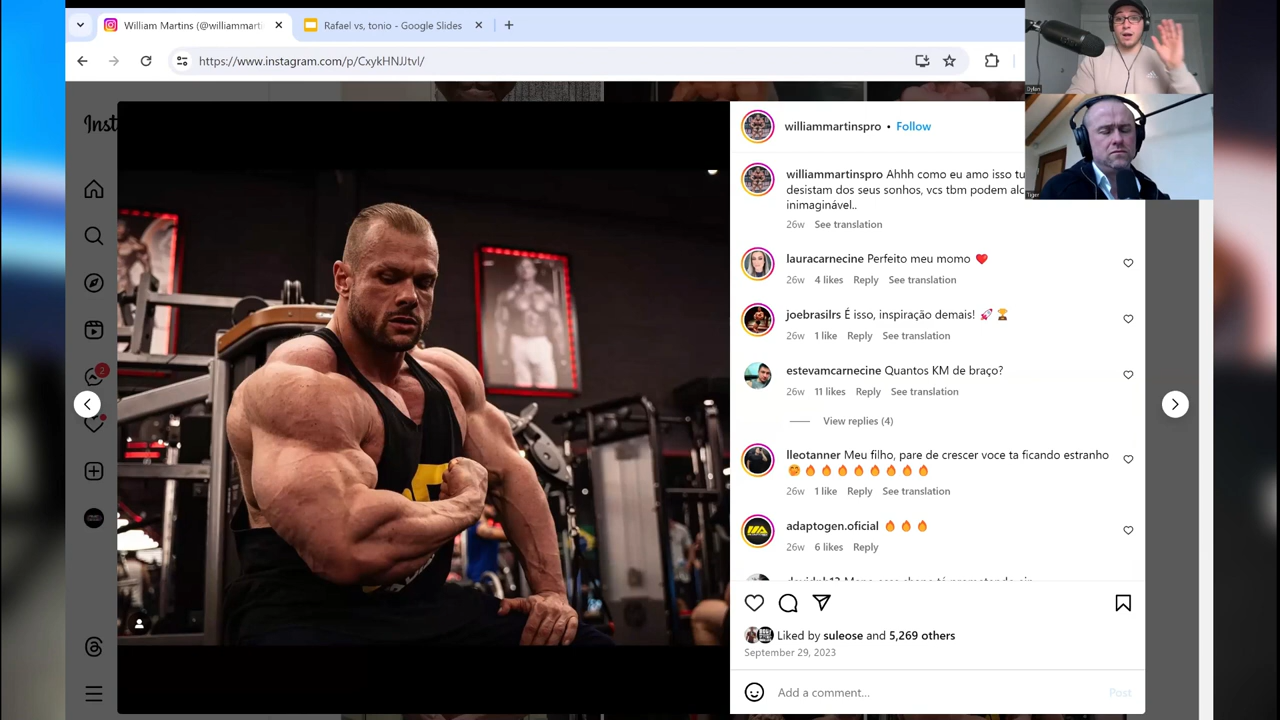 William Martins (@williammarti
Rafael vs, tonio - Google Slides
https://www.instagram.com/p/CxykHNJJtvl/
Dylan
Tiger
Inst
2
williammartinspro • Follow
williammartinspro Ahhh como eu amo isso tu
desistam dos seus sonhos, vcs tbm podem alc
inimaginável..
26w See translation
lauracarnecine Perfeito meu momo ❤️
26w 4 likes Reply See translation
joebrasilrs É isso, inspiração demais! 🚀🏆
26w 1 like Reply See translation
estevamcarnecine Quantos KM de braço?
26w 11 likes Reply See translation
View replies (4)
lleotanner Meu filho, pare de crescer voce ta ficando estranho
26w 1 like Reply See translation
adaptogen.oficial 🔥🔥🔥
26w 6 likes Reply
Liked by suleose and 5,269 others
September 29, 2023
Add a comment...
Post